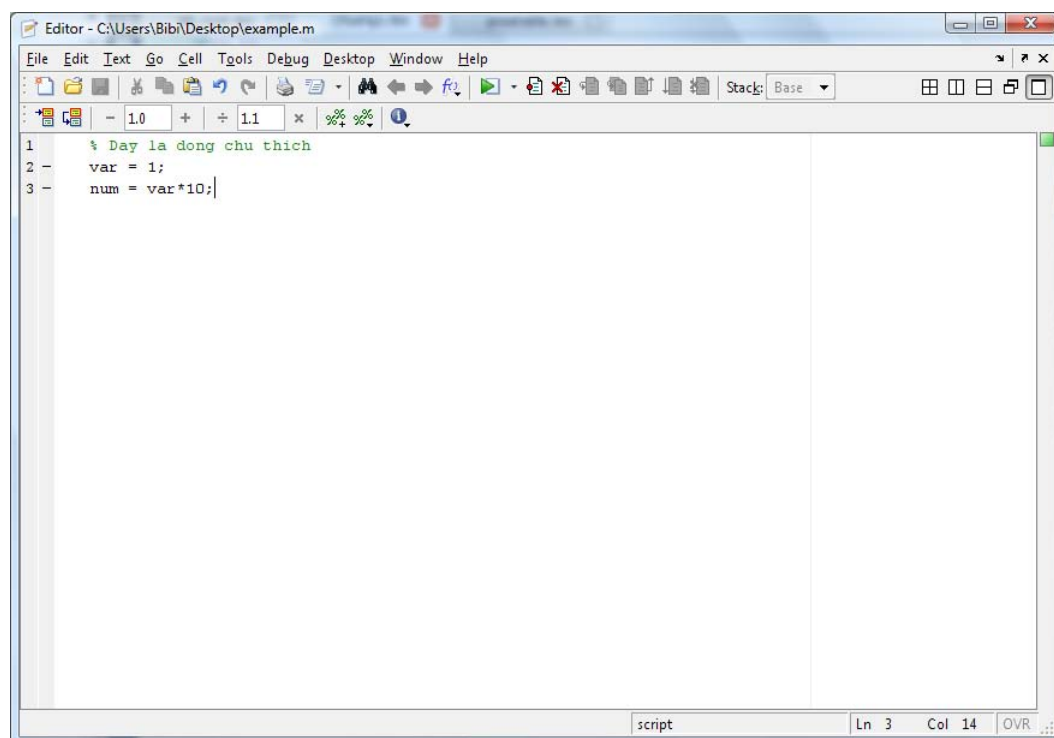 Editor - C:\Users\Bibi\Desktop\example.m
File Edit Text Go Cell Tools Debug Desktop Window Help
Stack: Base
- 1.0 + ÷ 1.1 ×
1 % Day la dong chu thich
2 - var = 1;
3 - num = var*10;
script Ln 3 Col 14 OVR